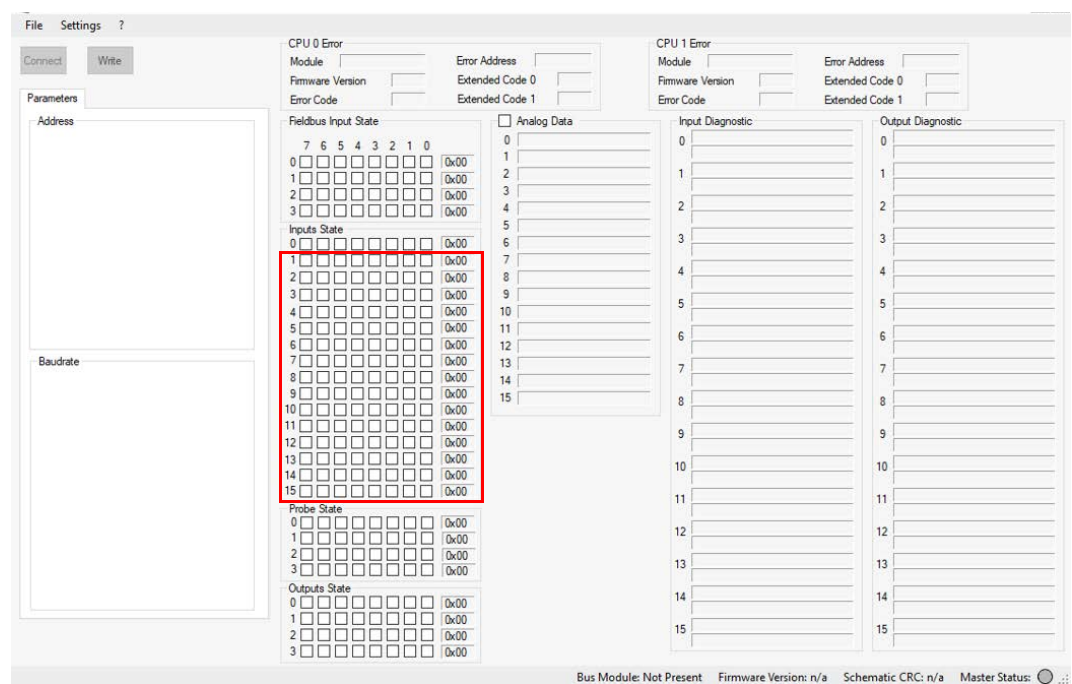 File Settings ?
Connect Write
Parameters
Address
Baudrate
CPU 0 Error
Module Error Address
Firmware Version Extended Code 0
Error Code Extended Code 1
CPU 1 Error
Module Error Address
Firmware Version Extended Code 0
Error Code Extended Code 1
Fieldbus Input State
7 6 5 4 3 2 1 0
0 0x00
1 0x00
2 0x00
3 0x00
Inputs State
0 0x00
1 0x00
2 0x00
3 0x00
4 0x00
5 0x00
6 0x00
7 0x00
8 0x00
9 0x00
10 0x00
11 0x00
12 0x00
13 0x00
14 0x00
15 0x00
Probe State
0 0x00
1 0x00
2 0x00
3 0x00
Outputs State
0 0x00
1 0x00
2 0x00
3 0x00
Analog Data
0
1
2
3
4
5
6
7
8
9
10
11
12
13
14
15
Input Diagnostic
0
1
2
3
4
5
6
7
8
9
10
11
12
13
14
15
Output Diagnostic
0
1
2
3
4
5
6
7
8
9
10
11
12
13
14
15
Bus Module: Not Present Firmware Version: n/a Schematic CRC: n/a Master Status: